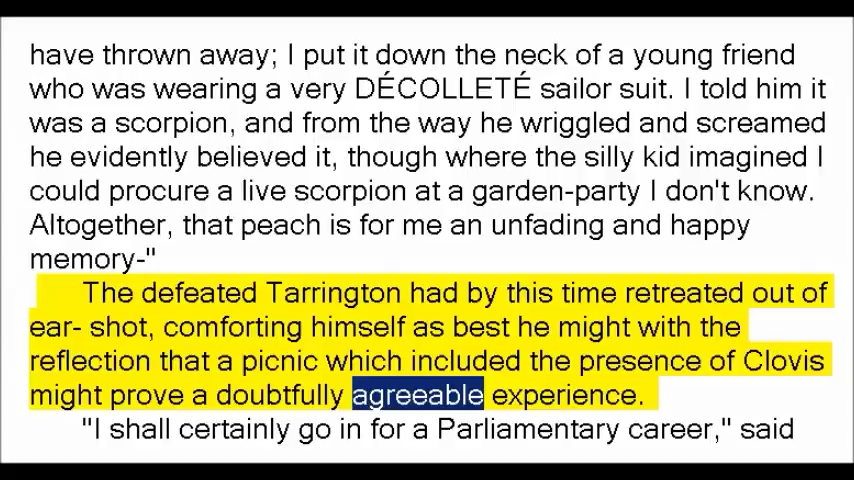 have thrown away; I put it down the neck of a young friend
who was wearing a very DÉCOLLETÉ sailor suit. I told him it
was a scorpion, and from the way he wriggled and screamed
he evidently believed it, though where the silly kid imagined I
could procure a live scorpion at a garden-party I don't know.
Altogether, that peach is for me an unfading and happy
memory-"
The defeated Tarrington had by this time retreated out of
ear- shot, comforting himself as best he might with the
reflection that a picnic which included the presence of Clovis
might prove a doubtfully agreeable experience.
"I shall certainly go in for a Parliamentary career," said